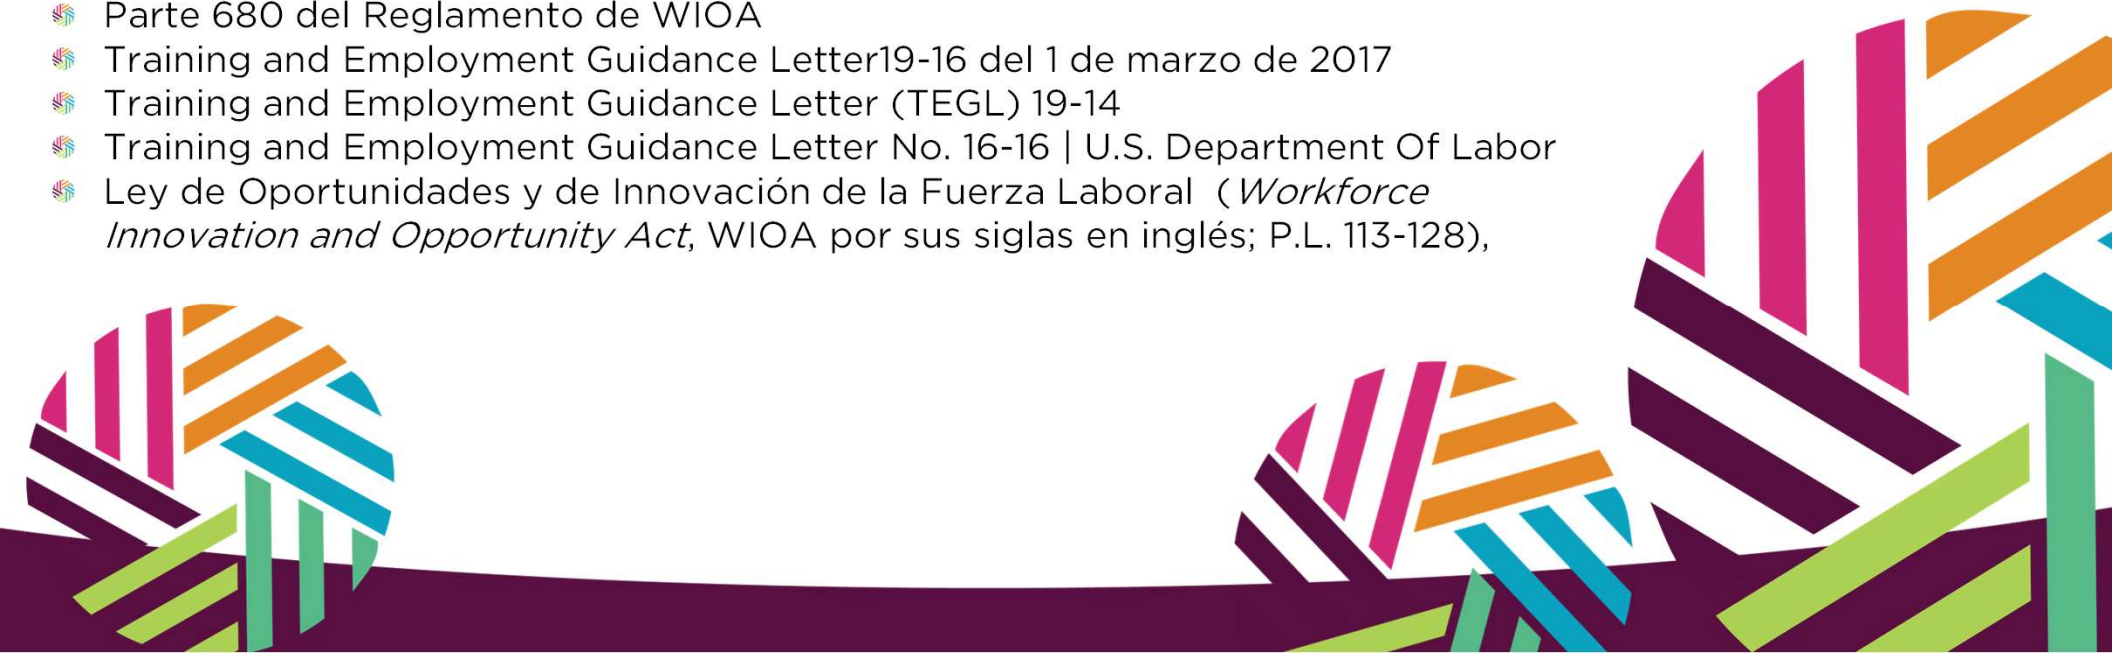 Parte 680 del Reglamento de WIOA
Training and Employment Guidance Letter19-16 del 1 de marzo de 2017
Training and Employment Guidance Letter (TEGL) 19-14
Training and Employment Guidance Letter No. 16-16 | U.S. Department Of Labor
Ley de Oportunidades y de Innovación de la Fuerza Laboral (Workforce
Innovation and Opportunity Act, WIOA por sus siglas en inglés; P.L. 113-128),